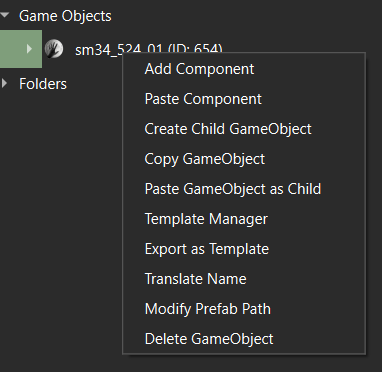 Game Objects
sm34_524_01 (ID: 654)
Folders
Add Component
Paste Component
Create Child GameObject
Copy GameObject
Paste GameObject as Child
Template Manager
Export as Template
Translate Name
Modify Prefab Path
Delete GameObject